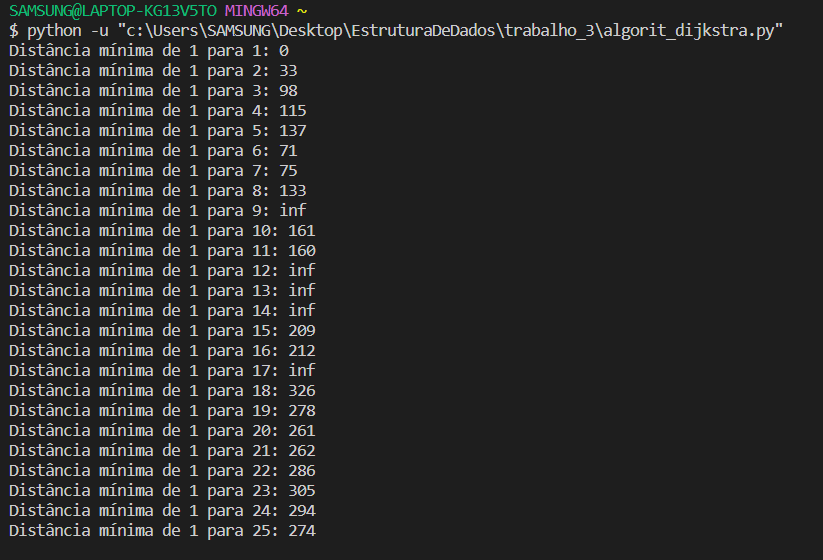 SAMSUNG@LAPTOP-KG13V5TO MINGW64 ~
$ python -u "c:\Users\SAMSUNG\Desktop\EstruturaDeDados\trabalho_3\algorit_dijkstra.py"
Distância mínima de 1 para 1: 0
Distância mínima de 1 para 2: 33
Distância mínima de 1 para 3: 98
Distância mínima de 1 para 4: 115
Distância mínima de 1 para 5: 137
Distância mínima de 1 para 6: 71
Distância mínima de 1 para 7: 75
Distância mínima de 1 para 8: 133
Distância mínima de 1 para 9: inf
Distância mínima de 1 para 10: 161
Distância mínima de 1 para 11: 160
Distância mínima de 1 para 12: inf
Distância mínima de 1 para 13: inf
Distância mínima de 1 para 14: inf
Distância mínima de 1 para 15: 209
Distância mínima de 1 para 16: 212
Distância mínima de 1 para 17: inf
Distância mínima de 1 para 18: 326
Distância mínima de 1 para 19: 278
Distância mínima de 1 para 20: 261
Distância mínima de 1 para 21: 262
Distância mínima de 1 para 22: 286
Distância mínima de 1 para 23: 305
Distância mínima de 1 para 24: 294
Distância mínima de 1 para 25: 274